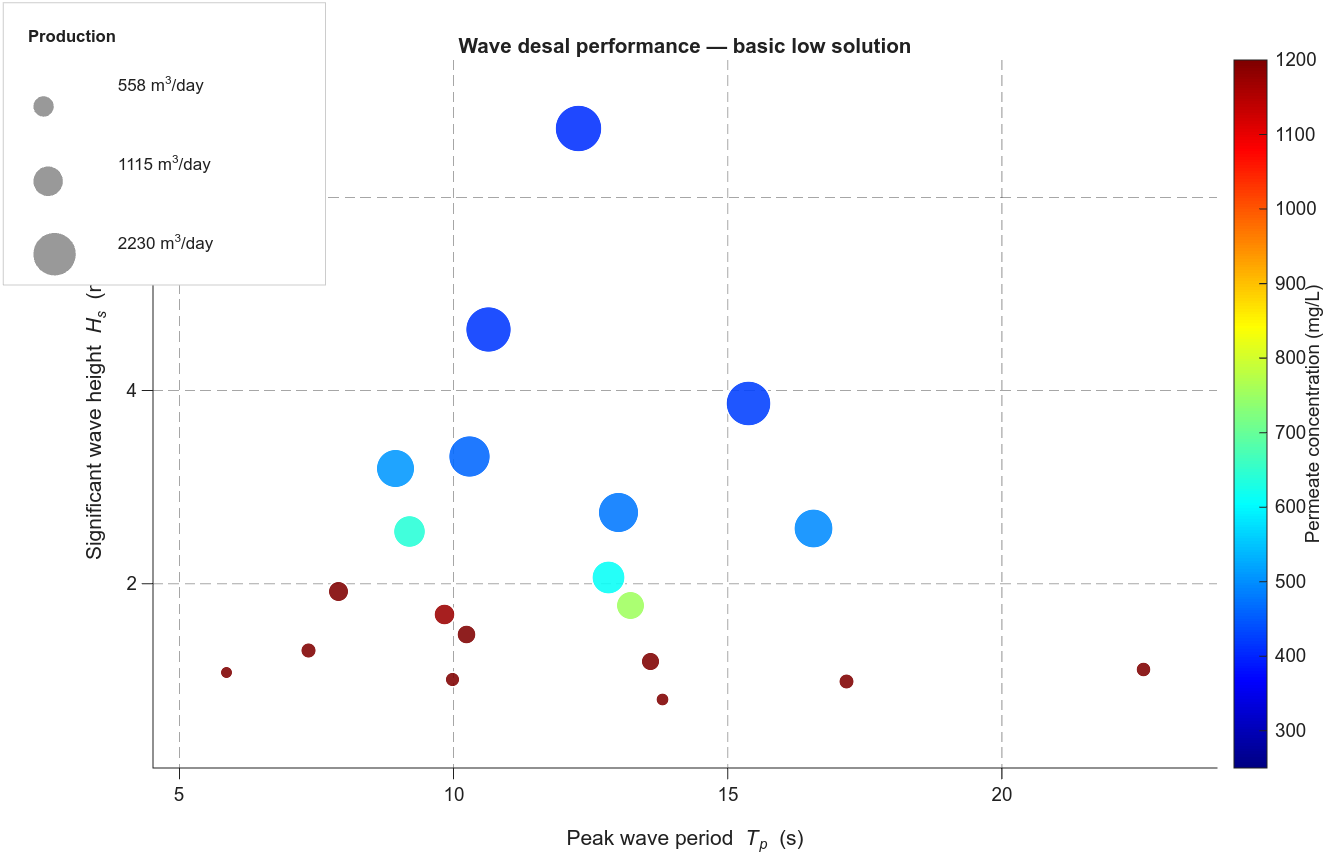 Production
558 m³/day
1115 m³/day
2230 m³/day
Wave desal performance — basic low solution
Significant wave height Hₛ
4
2
5 10 15 20
Peak wave period Tₚ (s)
1200
1100
1000
900
800
700
600
500
400
300
Permeate concentration (mg/L)